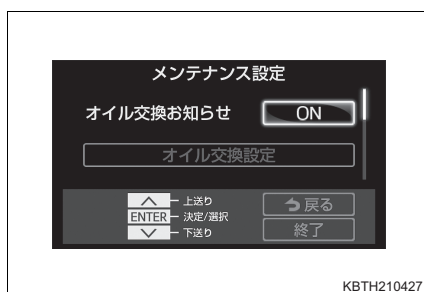 メンテナンス設定
オイル交換お知らせ ON
オイル交換設定
上送り
ENTER 決定/選択
下送り
戻る
終了
KBTH210427